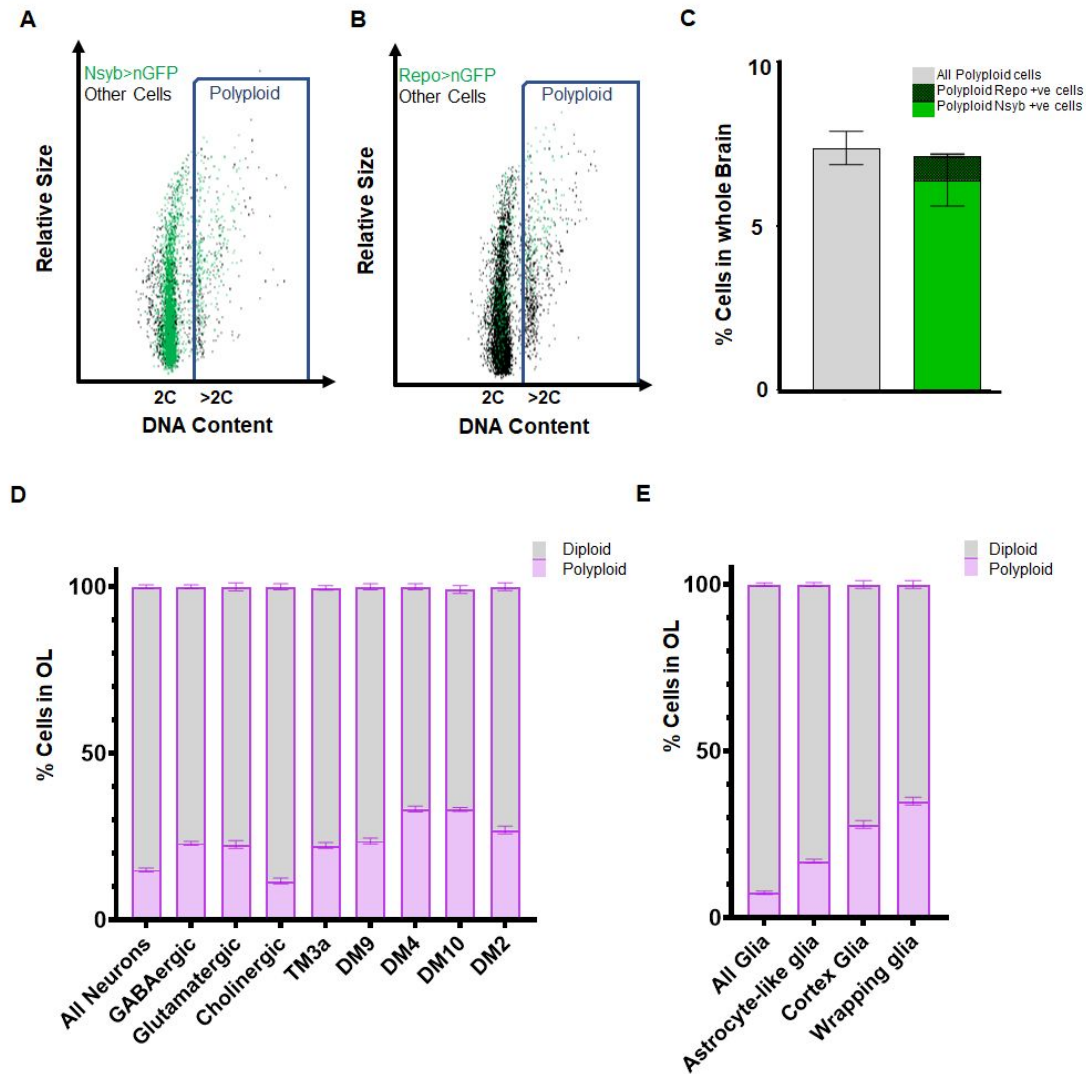 A
Nsyb>nGFP
Other Cells
Polyploid
Relative Size
2C >2C
DNA Content
B
Repo>nGFP
Other Cells
Polyploid
Relative Size
2C >2C
DNA Content
C
All Polyploid cells
Polyploid Repo +ve cells
Polyploid Nsyb +ve cells
% Cells in whole Brain
10
5
0
D
Diploid
Polyploid
% Cells in OL
100
50
0
All Neurons
GABAergic
Glutamatergic
Cholinergic
TM3a
DM9
DM4
DM10
DM2
E
Diploid
Polyploid
% Cells in OL
100
50
0
All Glia
Astrocyte-like glia
Cortex Glia
Wrapping glia